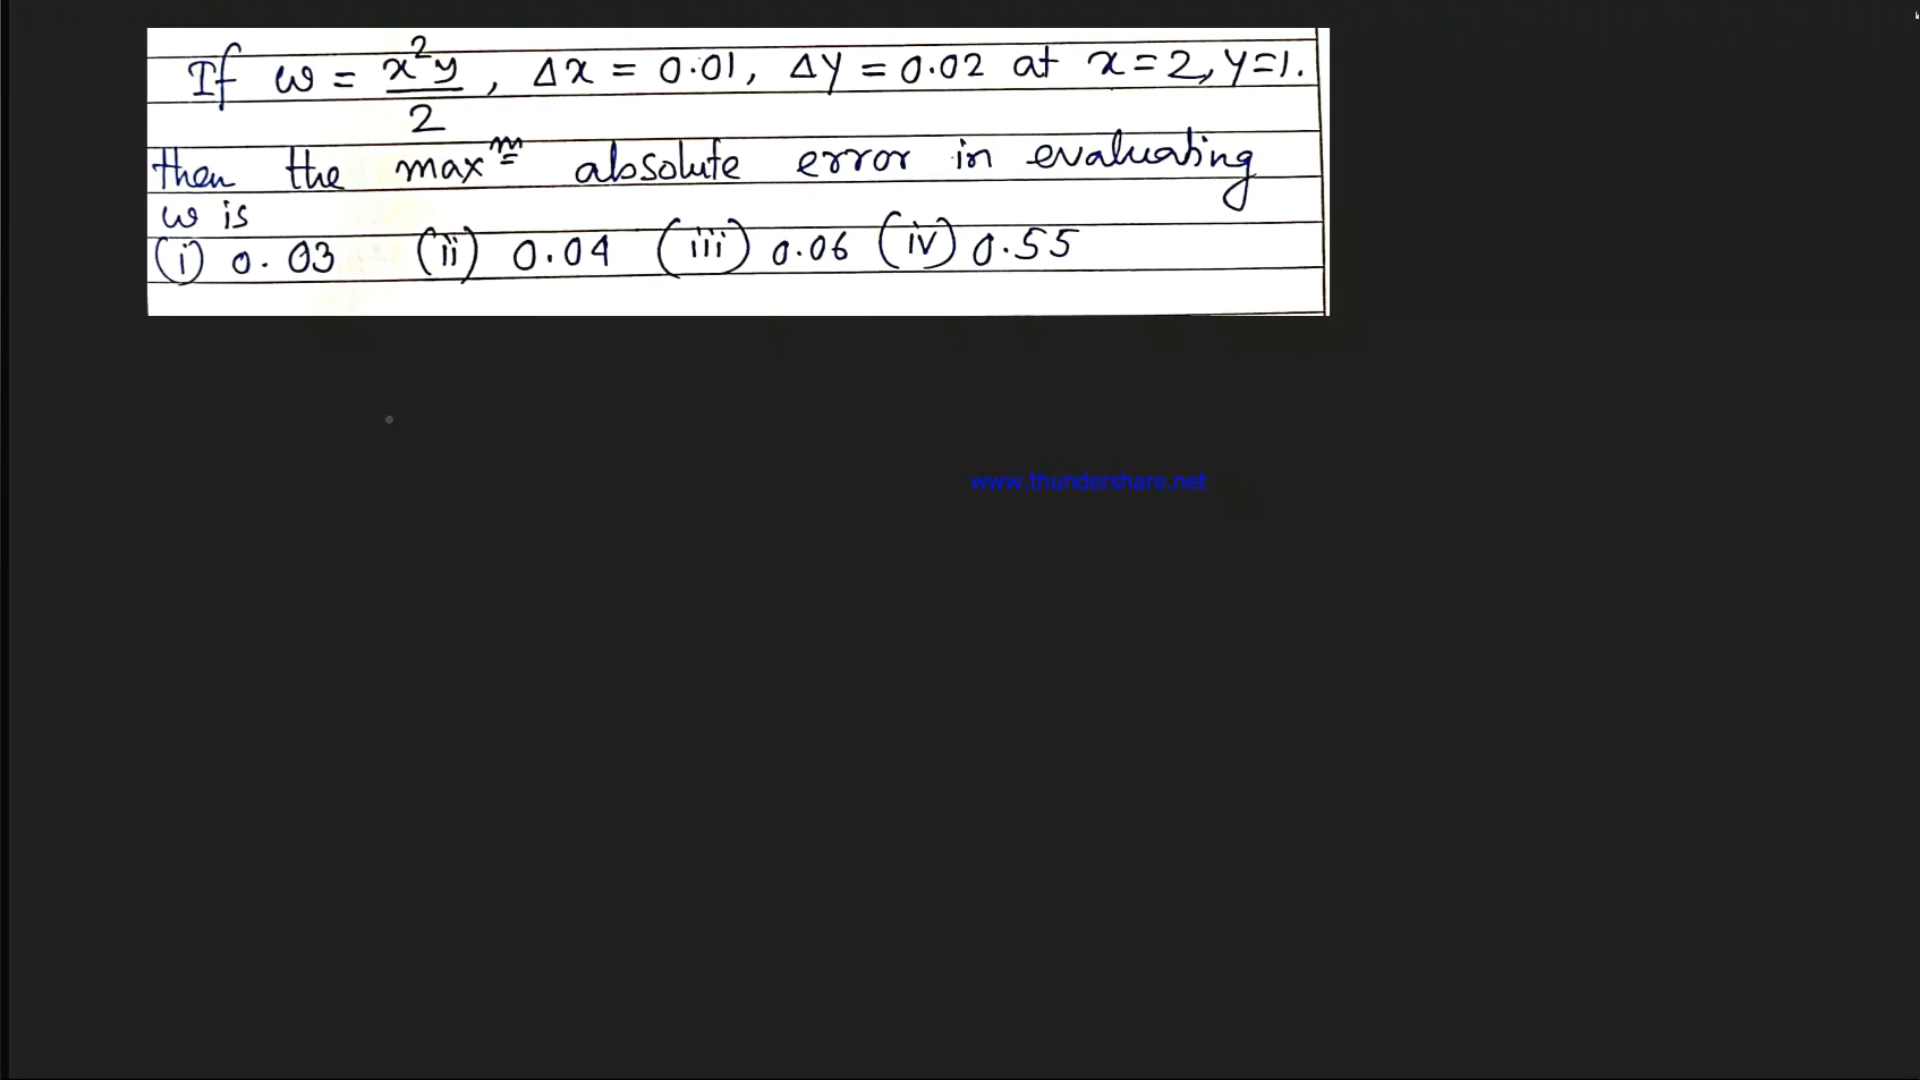 If w = x²y/2, Δx = 0.01, Δy = 0.02 at x=2, y=1.
then the maxᵐ absolute error in evaluating
w is
(i) 0.03 (ii) 0.04 (iii) 0.06 (iv) 0.55
www.thundershare.net